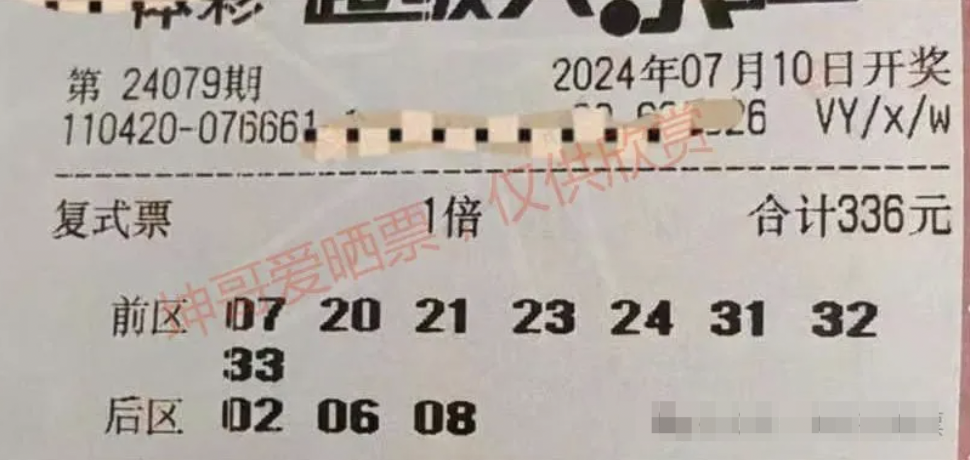 体彩 超级大乐透
第 24079期 2024年07月10日开奖
110420-076661 26 VY/x/w
复式票 1倍 合计336元
坤哥爱晒票,仅供欣赏
前区 07 20 21 23 24 31 32
33
后区 02 06 08